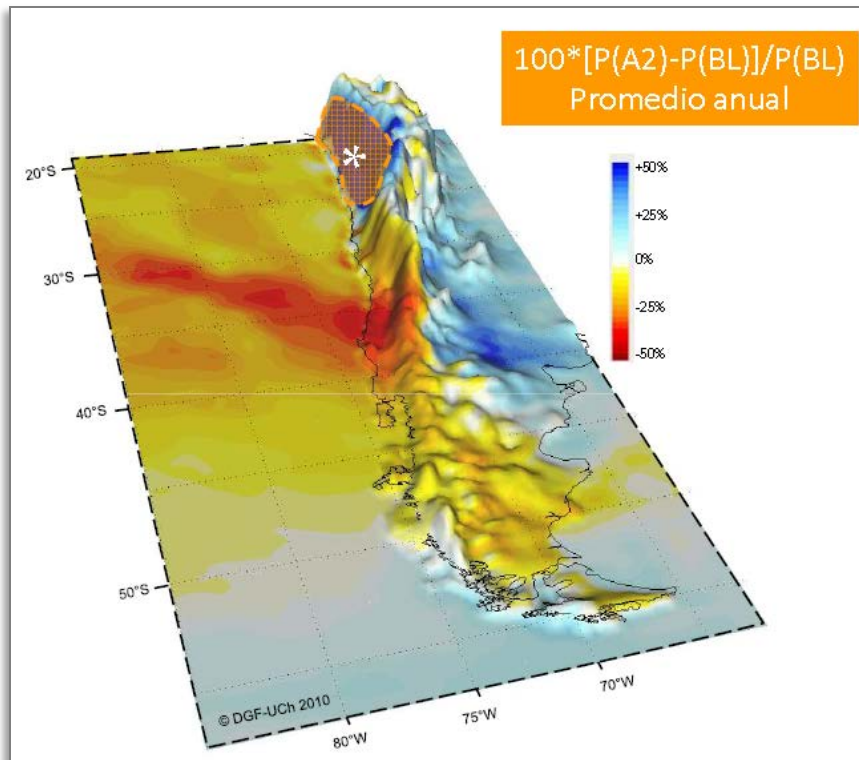 100*[P(A2)-P(BL)]/P(BL)
Promedio anual
*
+50%
+25%
0%
-25%
-50%
20°S
30°S
40°S
50°S
80°W
75°W
70°W
© DGF-UCh 2010